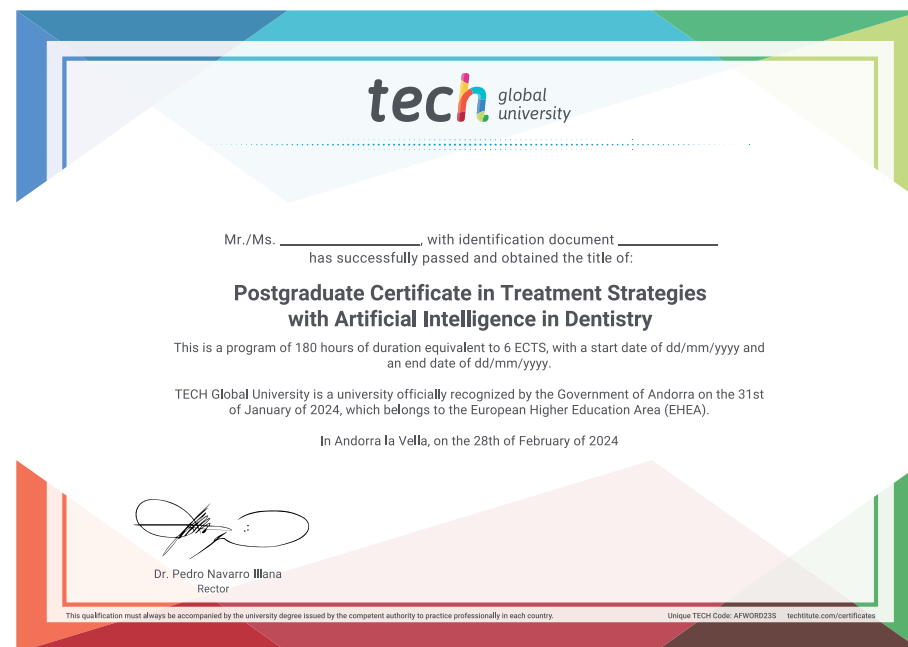 tech global
university
Mr./Ms. ____________________, with identification document ______________
has successfully passed and obtained the title of:
Postgraduate Certificate in Treatment Strategies
with Artificial Intelligence in Dentistry
This is a program of 180 hours of duration equivalent to 6 ECTS, with a start date of dd/mm/yyyy and
an end date of dd/mm/yyyy.
TECH Global University is a university officially recognized by the Government of Andorra on the 31st
of January of 2024, which belongs to the European Higher Education Area (EHEA).
In Andorra la Vella, on the 28th of February of 2024
Dr. Pedro Navarro Illana
Rector
This qualification must always be accompanied by the university degree issued by the competent authority to practice professionally in each country. Unique TECH Code: AFWORD23S techtitute.com/certificates